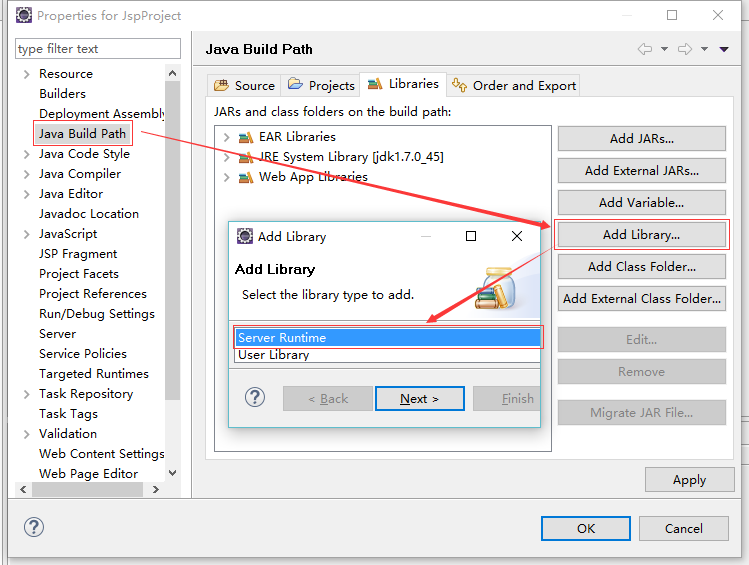 Properties for JspProject
type filter text
Resource
Builders
Deployment Assembly
Java Build Path
Java Code Style
Java Compiler
Java Editor
Javadoc Location
JavaScript
JSP Fragment
Project Facets
Project References
Run/Debug Settings
Server
Service Policies
Targeted Runtimes
Task Repository
Task Tags
Validation
Web Content Settings
Web Page Editor
Java Build Path
Source
Projects
Libraries
Order and Export
JARs and class folders on the build path:
EAR Libraries
JRE System Library [jdk1.7.0_45]
Web App Libraries
Add JARs...
Add External JARs...
Add Variable...
Add Library...
Add Class Folder...
Add External Class Folder...
Edit...
Remove
Migrate JAR File...
Add Library
Add Library
Select the library type to add.
Server Runtime
User Library
< Back
Next >
Finish
Apply
OK
Cancel